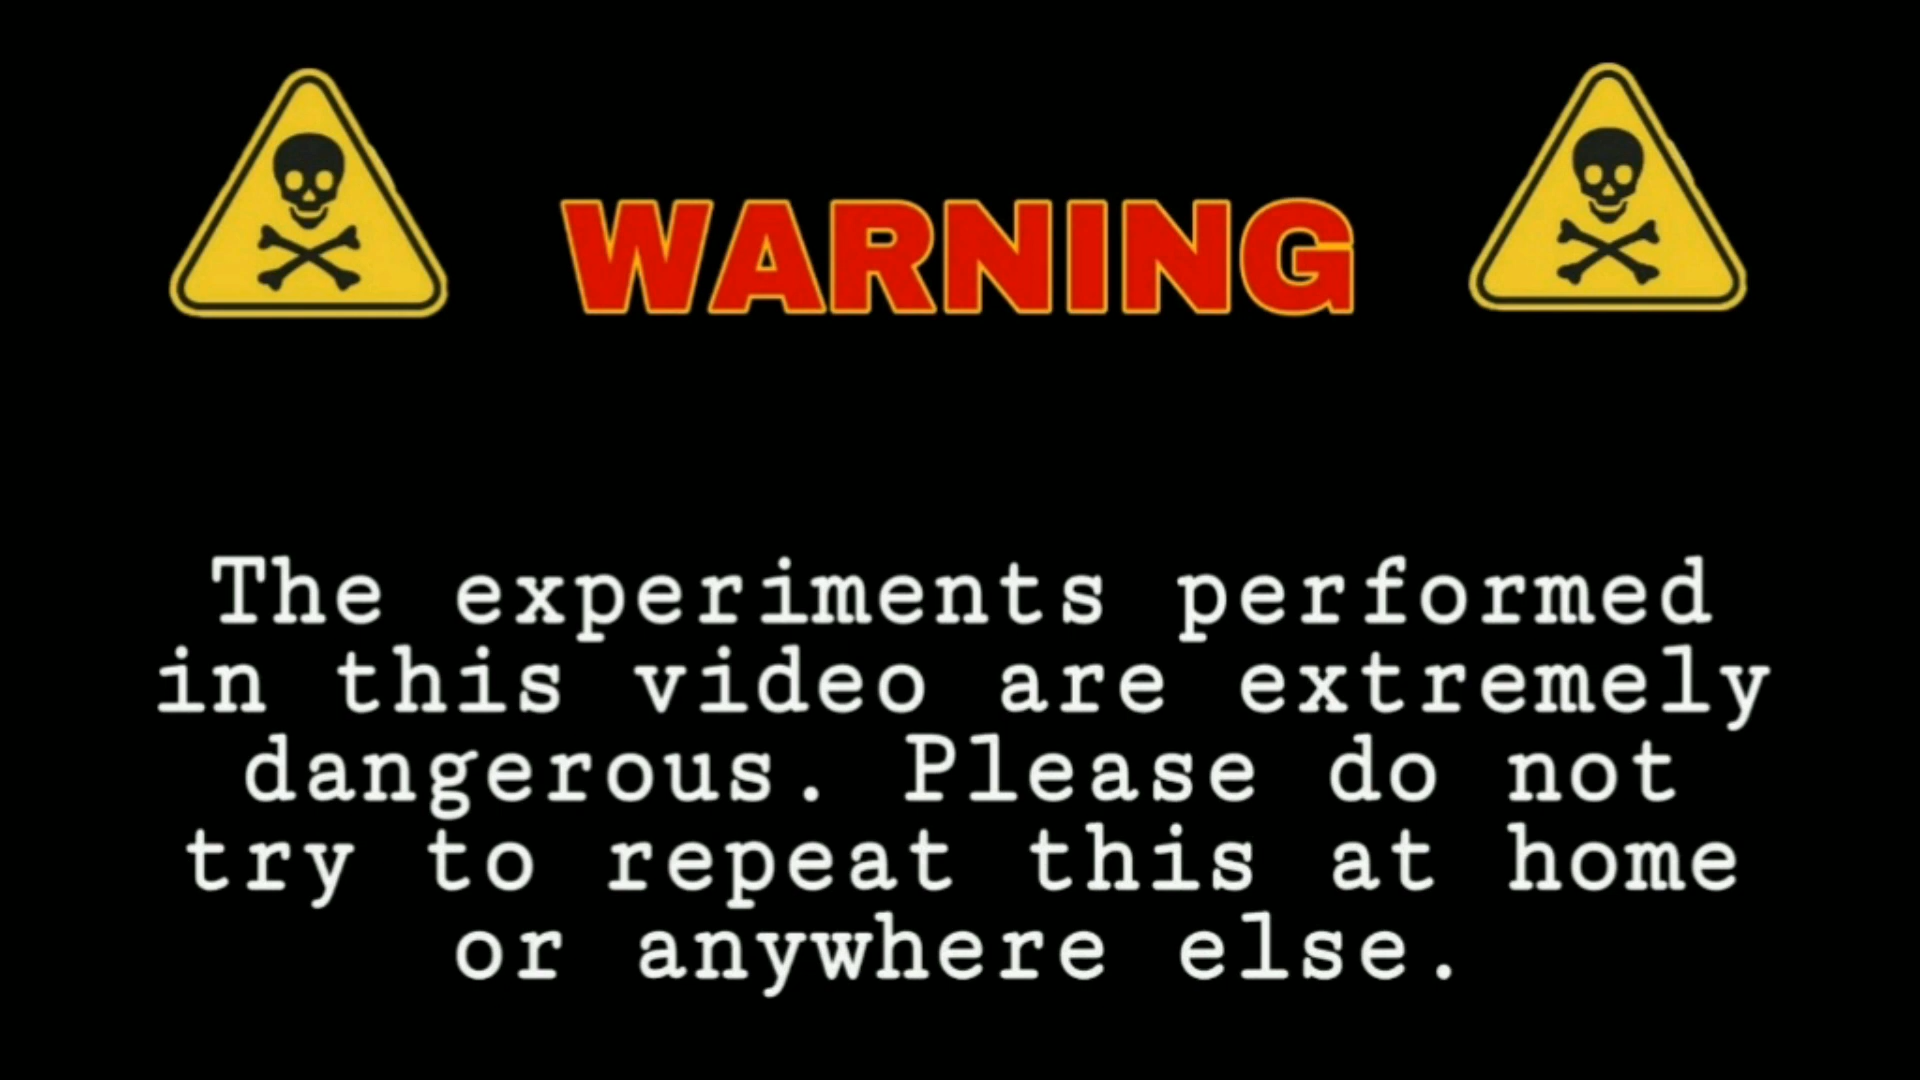 WARNING
The experiments performed
in this video are extremely
dangerous. Please do not
try to repeat this at home
or anywhere else.